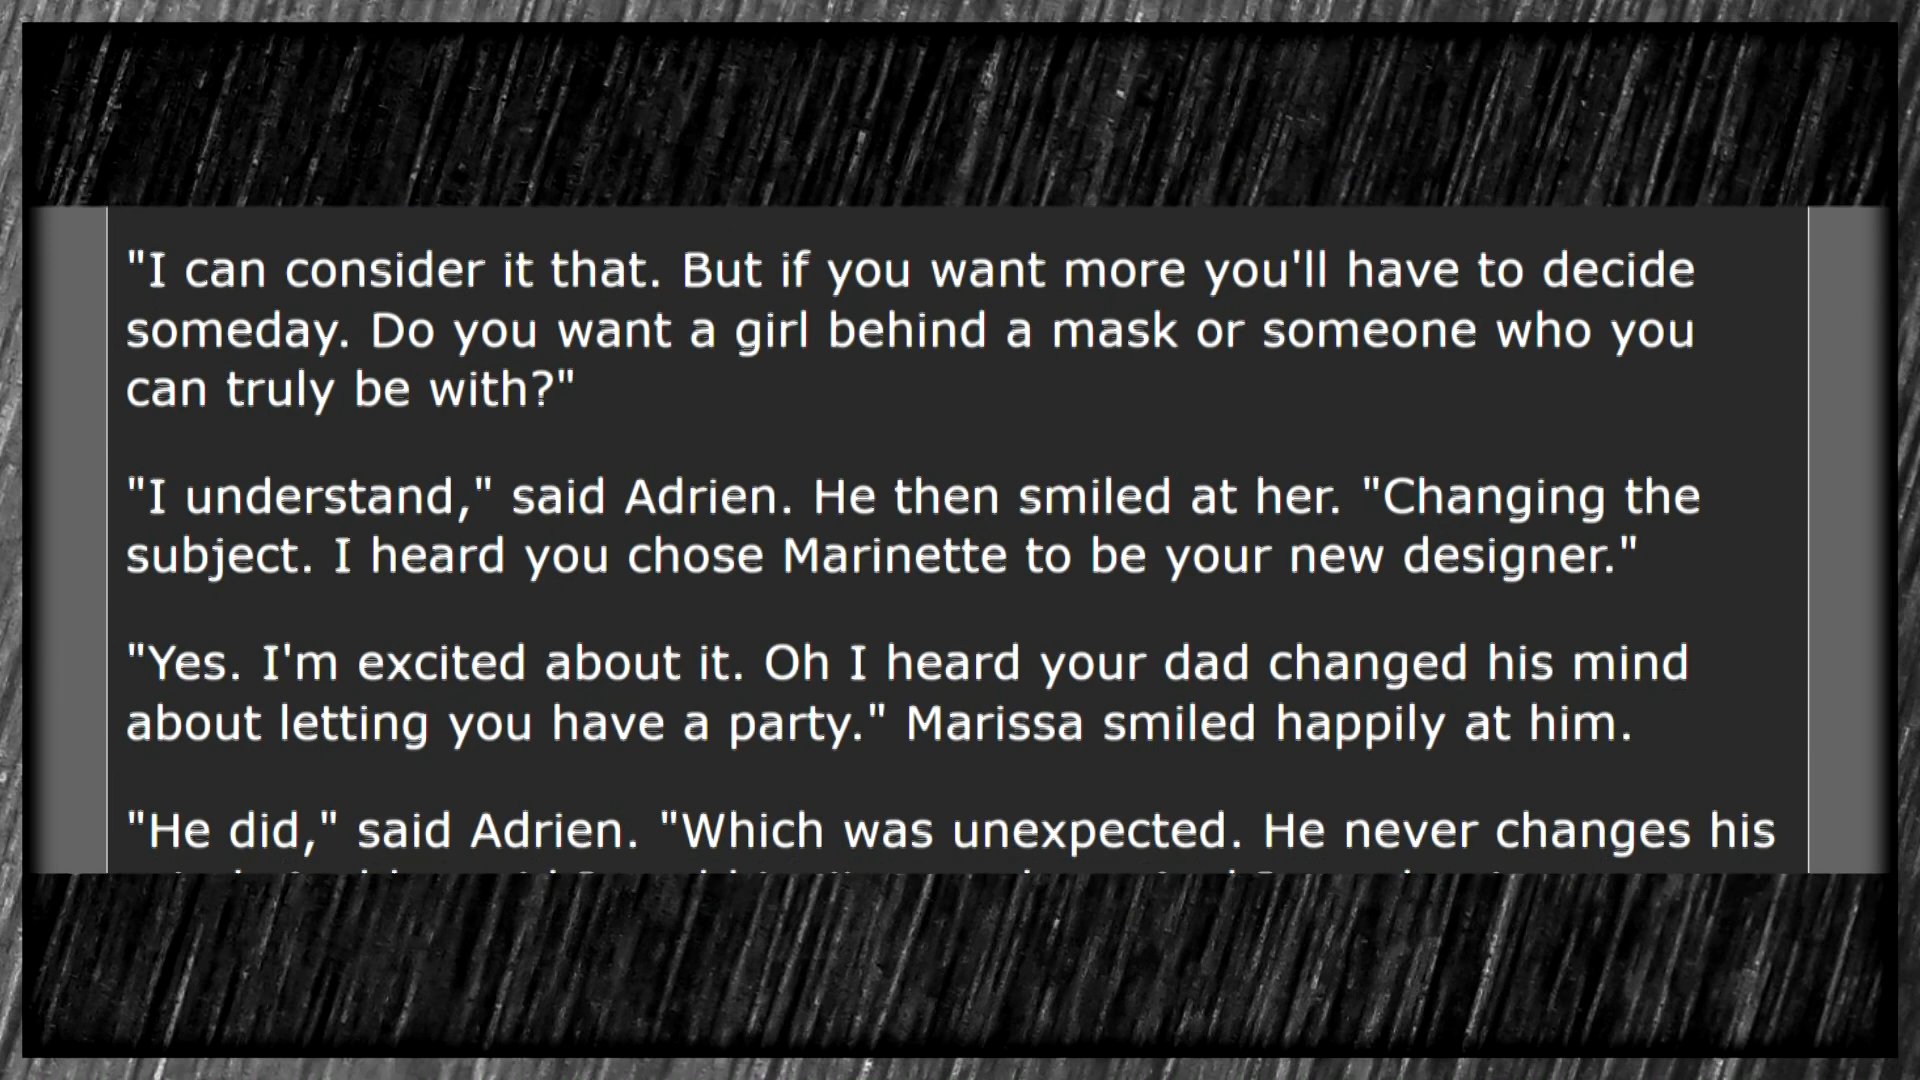 "I can consider it that. But if you want more you'll have to decide
someday. Do you want a girl behind a mask or someone who you
can truly be with?"
"I understand," said Adrien. He then smiled at her. "Changing the
subject. I heard you chose Marinette to be your new designer."
"Yes. I'm excited about it. Oh I heard your dad changed his mind
about letting you have a party." Marissa smiled happily at him.
"He did," said Adrien. "Which was unexpected. He never changes his